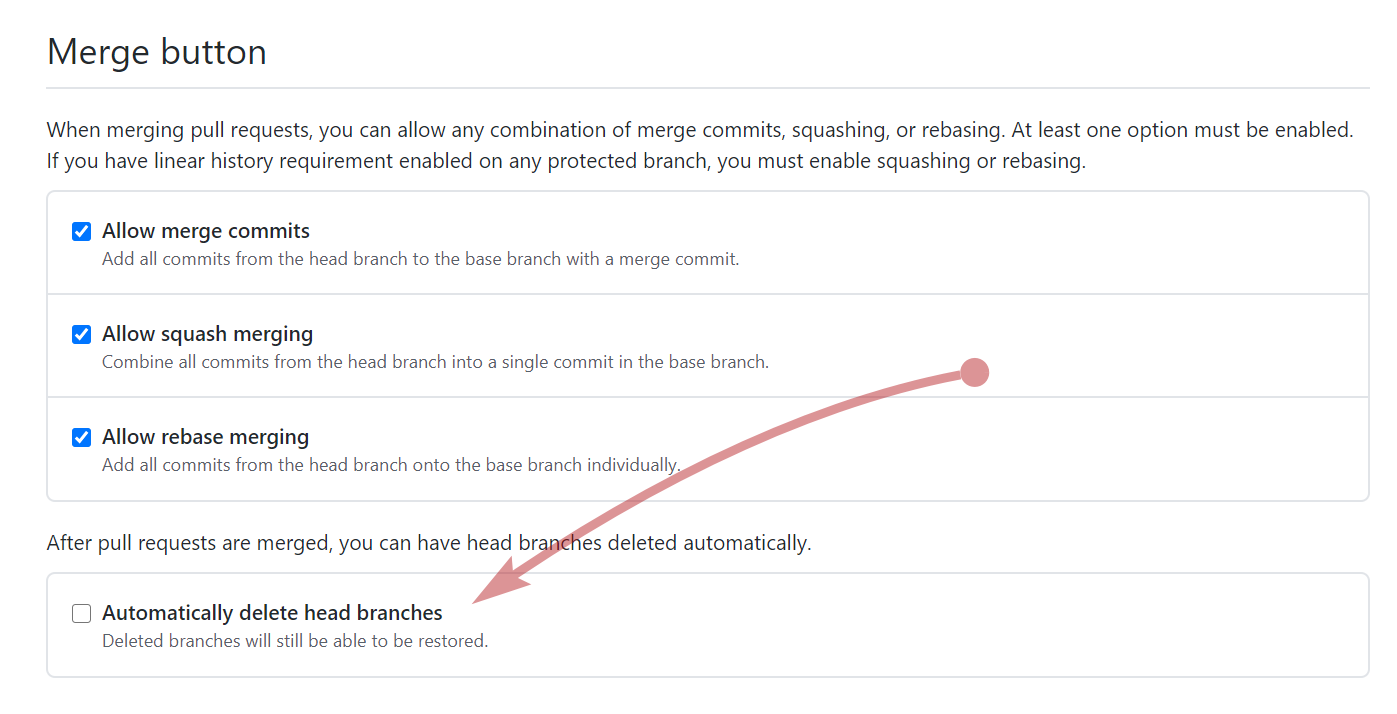 Merge button
When merging pull requests, you can allow any combination of merge commits, squashing, or rebasing. At least one option must be enabled.
If you have linear history requirement enabled on any protected branch, you must enable squashing or rebasing.
Allow merge commits
Add all commits from the head branch to the base branch with a merge commit.
Allow squash merging
Combine all commits from the head branch into a single commit in the base branch.
Allow rebase merging
Add all commits from the head branch onto the base branch individually.
After pull requests are merged, you can have head branches deleted automatically.
Automatically delete head branches
Deleted branches will still be able to be restored.